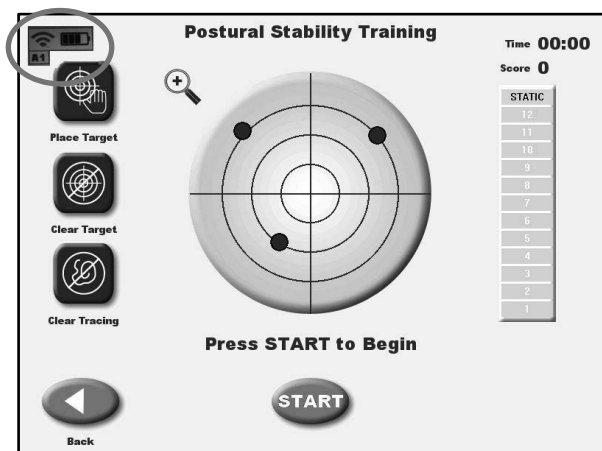 Postural Stability Training
Time 00:00
Score 0
A1
Place Target
Clear Target
Clear Tracing
STATIC
12
11
10
9
8
7
6
5
4
3
2
1
Press START to Begin
START
Back